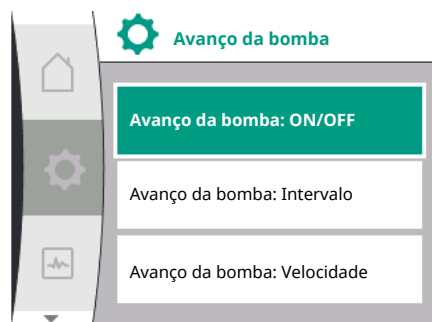 Avanço da bomba
Avanço da bomba: ON/OFF
Avanço da bomba: Intervalo
Avanço da bomba: Velocidade